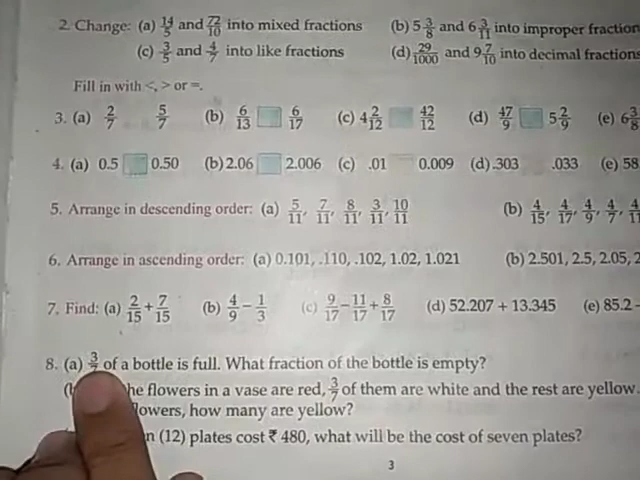 2. Change: (a) 14/5 and 72/10 into mixed fractions (b) 5 3/8 and 6 3/11 into improper fraction
(c) 3/5 and 4/7 into like fractions (d) 29/1000 and 9 7/10 into decimal fractions
Fill in with <, > or =.
3. (a) 2/7 5/7 (b) 6/13 6/17 (c) 4 2/12 42/12 (d) 47/9 5 2/9 (e) 6 3/8
4. (a) 0.5 0.50 (b) 2.06 2.006 (c) .01 0.009 (d) .303 .033 (e) 58
5. Arrange in descending order: (a) 5/11, 7/11, 8/11, 3/11, 10/11 (b) 4/15, 4/17, 4/9, 4/7, 4/11
6. Arrange in ascending order: (a) 0.101, .110, .102, 1.02, 1.021 (b) 2.501, 2.5, 2.05, 2
7. Find: (a) 2/15 + 7/15 (b) 4/9 - 1/3 (c) 9/17 - 11/17 + 8/17 (d) 52.207 + 13.345 (e) 85.2 -
8. (a) 3/7 of a bottle is full. What fraction of the bottle is empty?
he flowers in a vase are red, 3/7 of them are white and the rest are yellow.
lowers, how many are yellow?
n (12) plates cost ₹ 480, what will be the cost of seven plates?
3